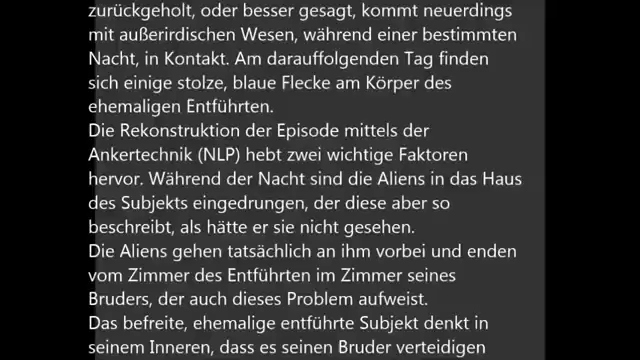 zurückgeholt, oder besser gesagt, kommt neuerdings
mit außerirdischen Wesen, während einer bestimmten
Nacht, in Kontakt. Am darauffolgenden Tag finden
sich einige stolze, blaue Flecke am Körper des
ehemaligen Entführten.
Die Rekonstruktion der Episode mittels der
Ankertechnik (NLP) hebt zwei wichtige Faktoren
hervor. Während der Nacht sind die Aliens in das Haus
des Subjekts eingedrungen, der diese aber so
beschreibt, als hätte er sie nicht gesehen.
Die Aliens gehen tatsächlich an ihm vorbei und enden
vom Zimmer des Entführten im Zimmer seines
Bruders, der auch dieses Problem aufweist.
Das befreite, ehemalige entführte Subjekt denkt in
seinem Inneren, dass es seinen Bruder verteidigen